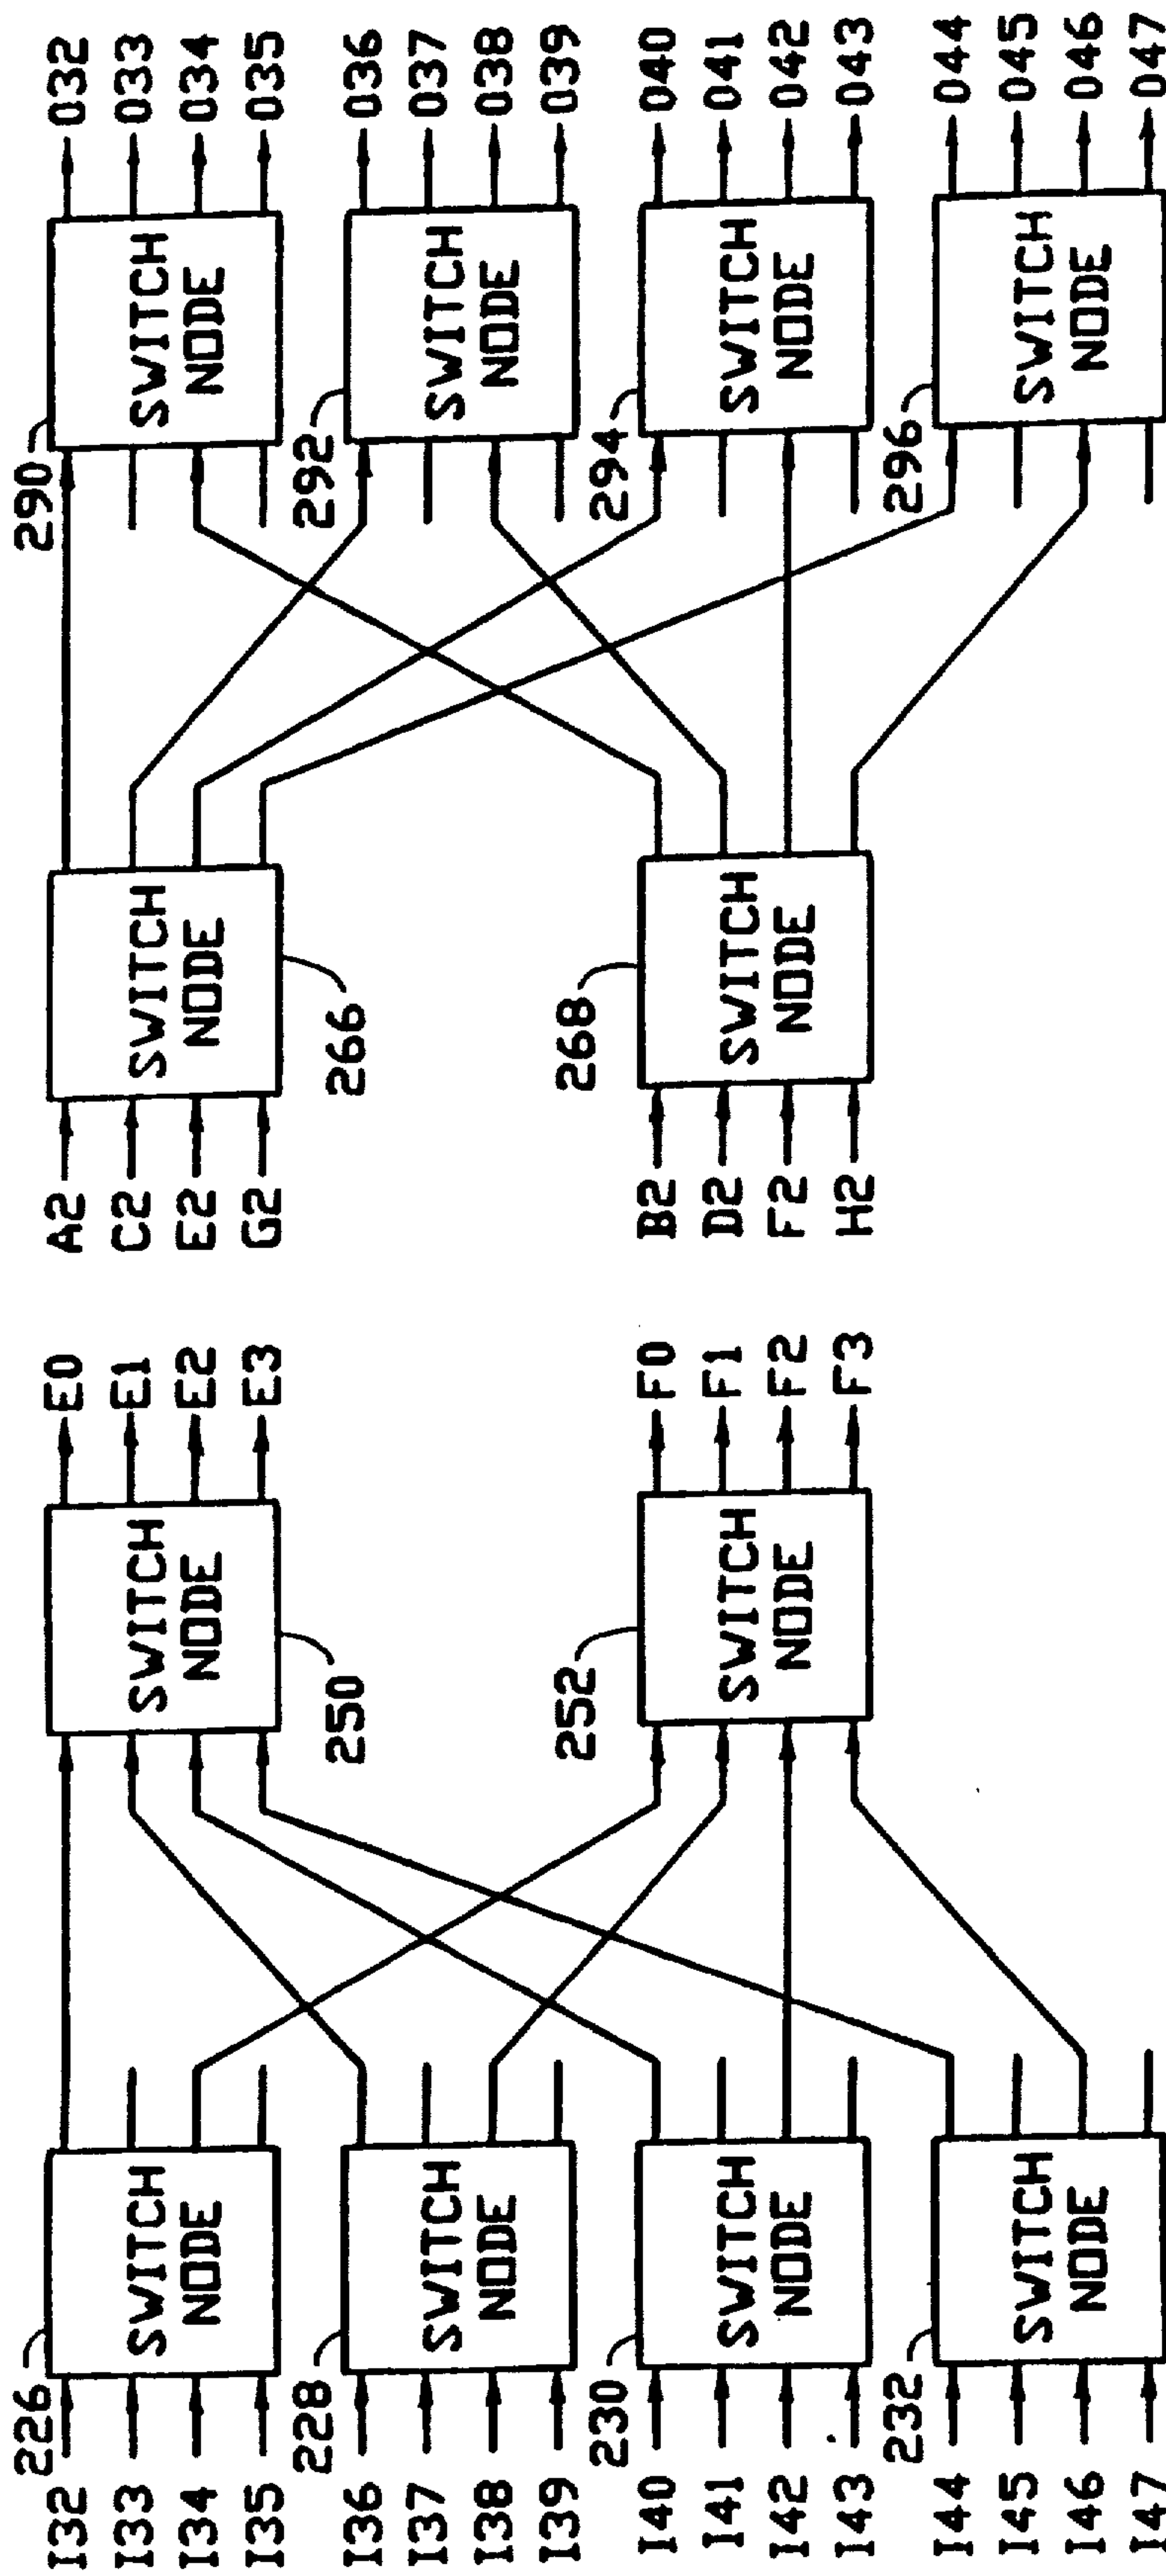 I32
I33
I34
I35
226
SWITCH
NODE
I36
I37
I38
I39
228
SWITCH
NODE
I40
I41
I42
I43
230
SWITCH
NODE
I44
I45
I46
I47
232
SWITCH
NODE
SWITCH
NODE
250
E0
E1
E2
E3
SWITCH
NODE
252
F0
F1
F2
F3
A2
C2
E2
G2
SWITCH
NODE
266
B2
D2
F2
H2
SWITCH
NODE
268
290
SWITCH
NODE
O32
O33
O34
O35
292
SWITCH
NODE
O36
O37
O38
O39
294
SWITCH
NODE
O40
O41
O42
O43
296
SWITCH
NODE
O44
O45
O46
O47